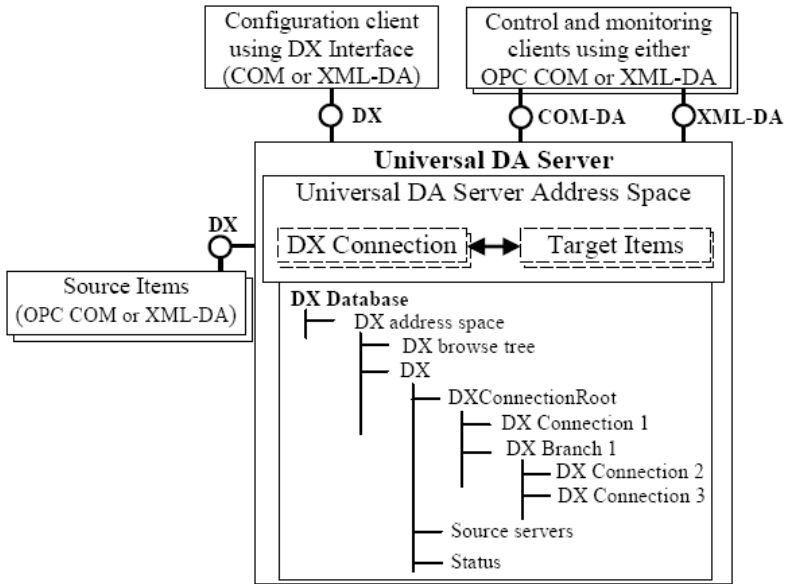 Configuration client
using DX Interface
(COM or XML-DA)
Control and monitoring
clients using either
OPC COM or XML-DA
DX
COM-DA
XML-DA
Universal DA Server
Universal DA Server Address Space
DX
DX Connection
Target Items
Source Items
(OPC COM or XML-DA)
DX Database
DX address space
DX browse tree
DX
DXConnectionRoot
DX Connection 1
DX Branch 1
DX Connection 2
DX Connection 3
Source servers
Status